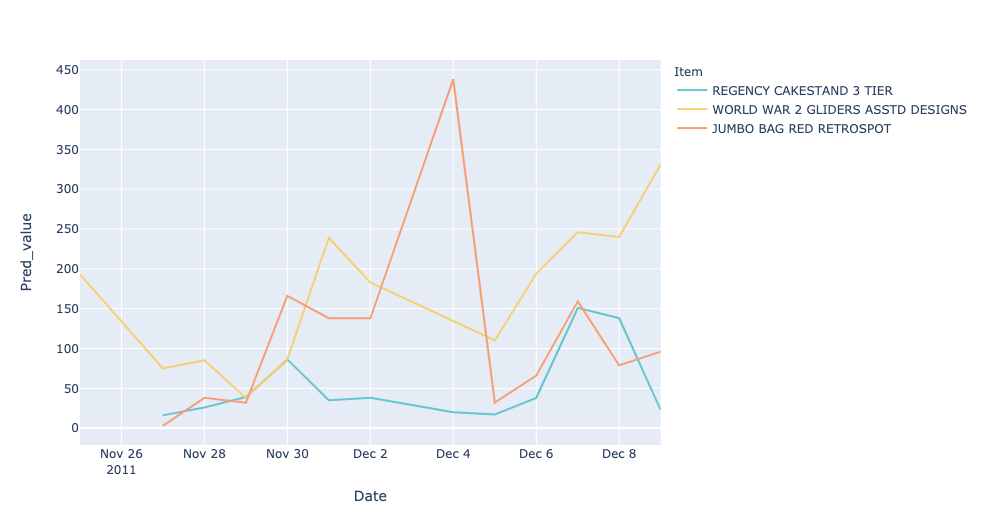 Item
REGENCY CAKESTAND 3 TIER
WORLD WAR 2 GLIDERS ASSTD DESIGNS
JUMBO BAG RED RETROSPOT
Pred_value
450
400
350
300
250
200
150
100
50
0
Nov 26 Nov 28 Nov 30 Dec 2 Dec 4 Dec 6 Dec 8
2011
Date